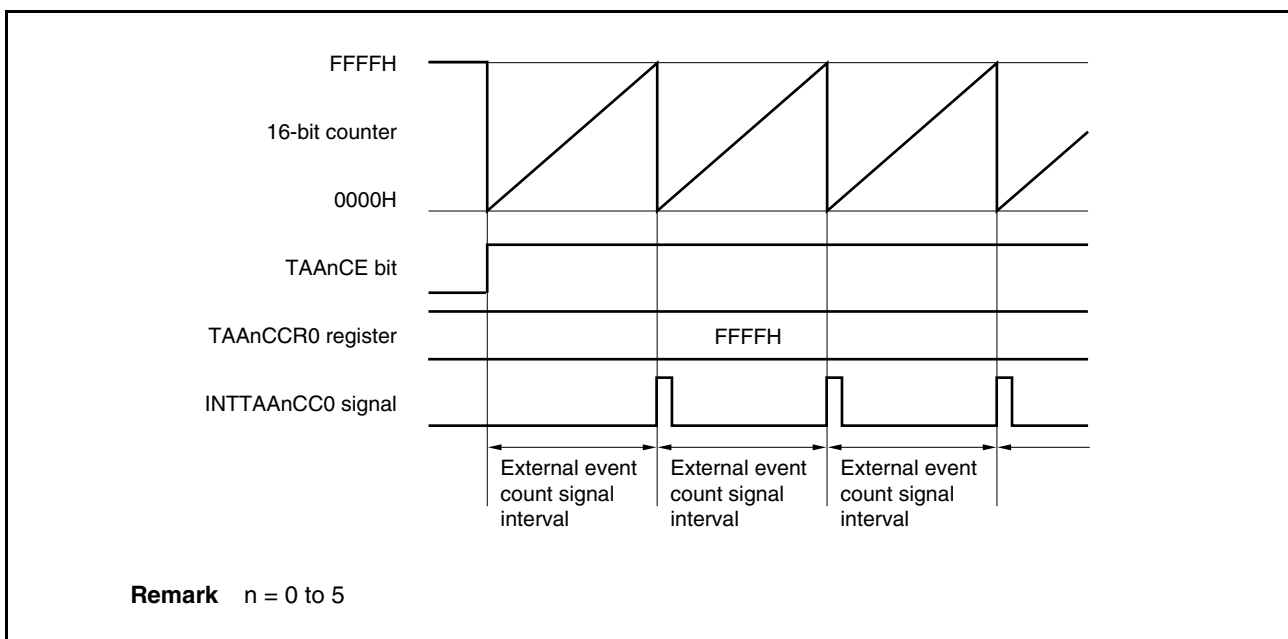 FFFFH
16-bit counter
0000H
TAAnCE bit
TAAnCCR0 register
FFFFH
INTTAAnCC0 signal
External event
count signal
interval
External event
count signal
interval
External event
count signal
interval
Remark n = 0 to 5